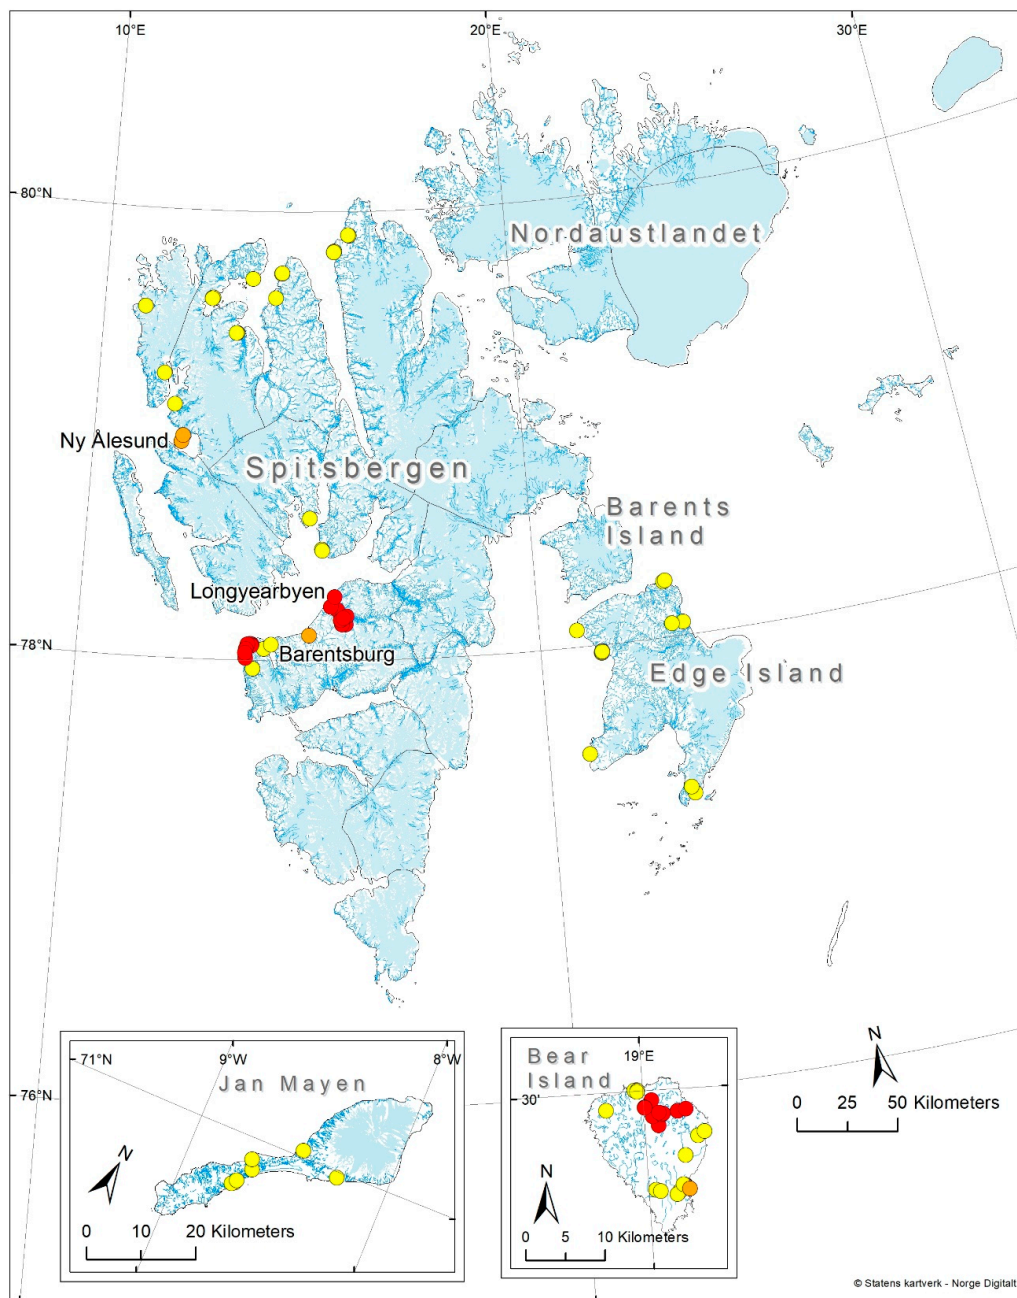 10°E
20°E
30°E
80°N
Nordaustlandet
Ny Ålesund
Spitsbergen
Barents
Island
Longyearbyen
78°N
Barentsburg
Edge Island
76°N
71°N
9°W
8°W
Jan Mayen
N
0 10 20 Kilometers
Bear
Island
19°E
30'
N
0 5 10 Kilometers
N
0 25 50 Kilometers
© Statens kartverk - Norge Digitalt